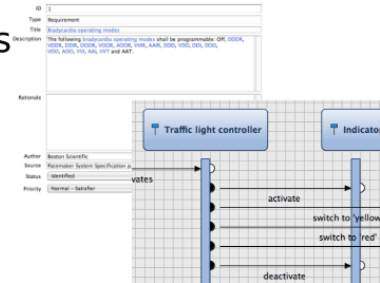 s
ID 1
Type Requirement
Title Bradycardia operating modes
Description The following bradycardia operating modes shall be programmable: Off, DDDR,
VDDR, DDIR, DOOR, VOOR, AOOR, VVIR, AAIR, DDD, VDD, DDI, DOO,
VOO, AOO, VVI, AAI, VVT and AAT.
Rationale
Author Boston Scientific
Source Pacemaker System Specification p
Status Identified
Priority Normal - Satisfier
Traffic light controller
Indicator
vates
activate
switch to 'yellow
switch to 'red'
deactivate